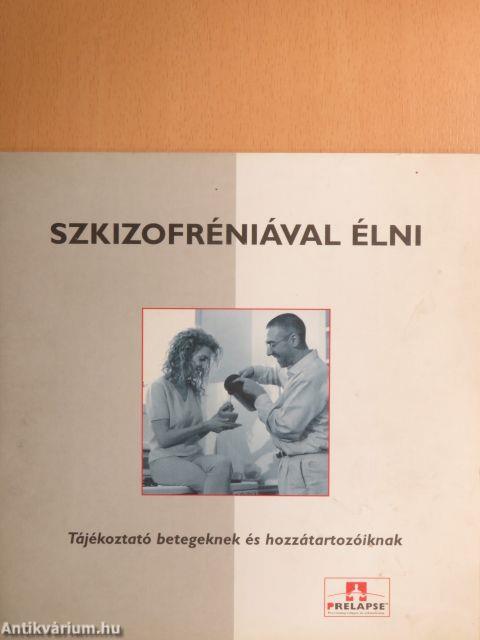 SZKIZOFRÉNIÁVAL ÉLNI
Tájékoztató betegeknek és hozzátartozóiknak
PRELAPSE
Antikvárium.hu